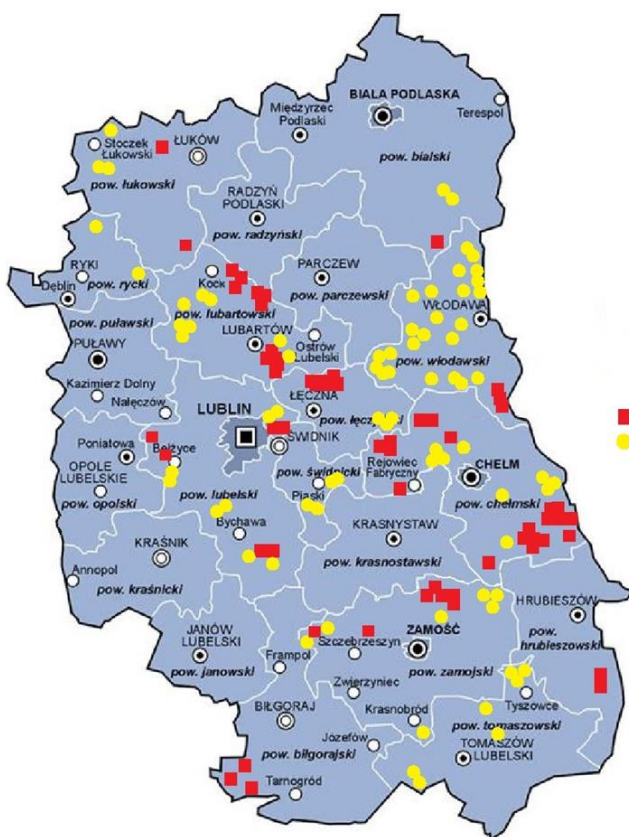 BIAŁA PODLASKA
Międzyrzec
Podlaski
Terespol
Stoczek
Łukowski
ŁUKÓW
pow. bialski
pow. łukowski
RADZYŃ
PODLASKI
pow. radzyński
RYKI
pow. rycki
Dęblin
Kock
PARCZEW
pow. parczewski
WŁODAWA
pow. puławski
pow. lubartowski
PUŁAWY
LUBARTÓW
Ostrów
Lubelski
pow. włodawski
Kazimierz Dolny
Nałęczów
ŁĘCZNA
LUBLIN
ŚWIDNIK
Poniatowa
Bełżyce
OPOLE
LUBELSKIE
pow. opolski
pow. świdnicki
Rejowiec
Fabryczny
CHEŁM
pow. lubelski
Piaski
pow. chełmski
Bychawa
KRASNYSTAW
KRAŚNIK
pow. krasnostawski
Annopol
pow. kraśnicki
HRUBIESZÓW
JANÓW
LUBELSKI
Szczebrzeszyn
ZAMOŚĆ
pow.
hrubieszowski
pow. janowski
Frampol
pow. zamojski
Zwierzyniec
Tyszowce
BIŁGORAJ
Krasnobród
pow. tomaszowski
Józefów
pow. biłgorajski
TOMASZÓW
LUBELSKI
Tarnogród